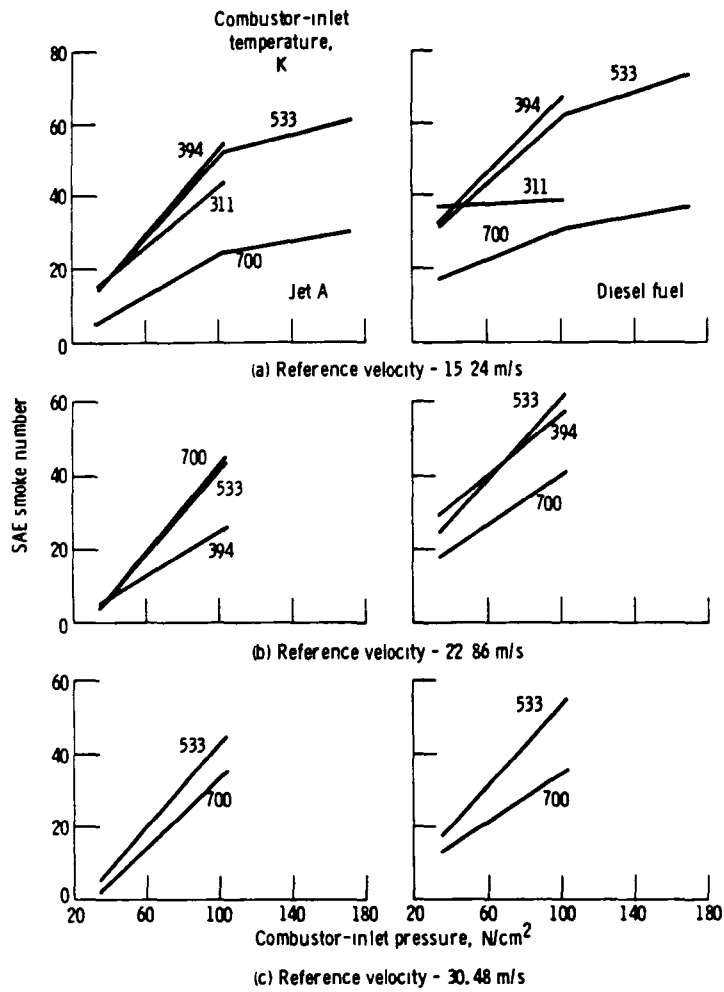 Combustor-inlet
temperature,
K
80
60
40
20
0
394
533
311
700
Jet A
394
533
311
700
Diesel fuel
(a) Reference velocity - 15 24 m/s
SAE smoke number
60
40
20
0
700
533
394
533
394
700
(b) Reference velocity - 22 86 m/s
60
40
20
0
533
700
533
700
20 60 100 140 180 20 60 100 140 180
Combustor-inlet pressure, N/cm2
(c) Reference velocity - 30.48 m/s